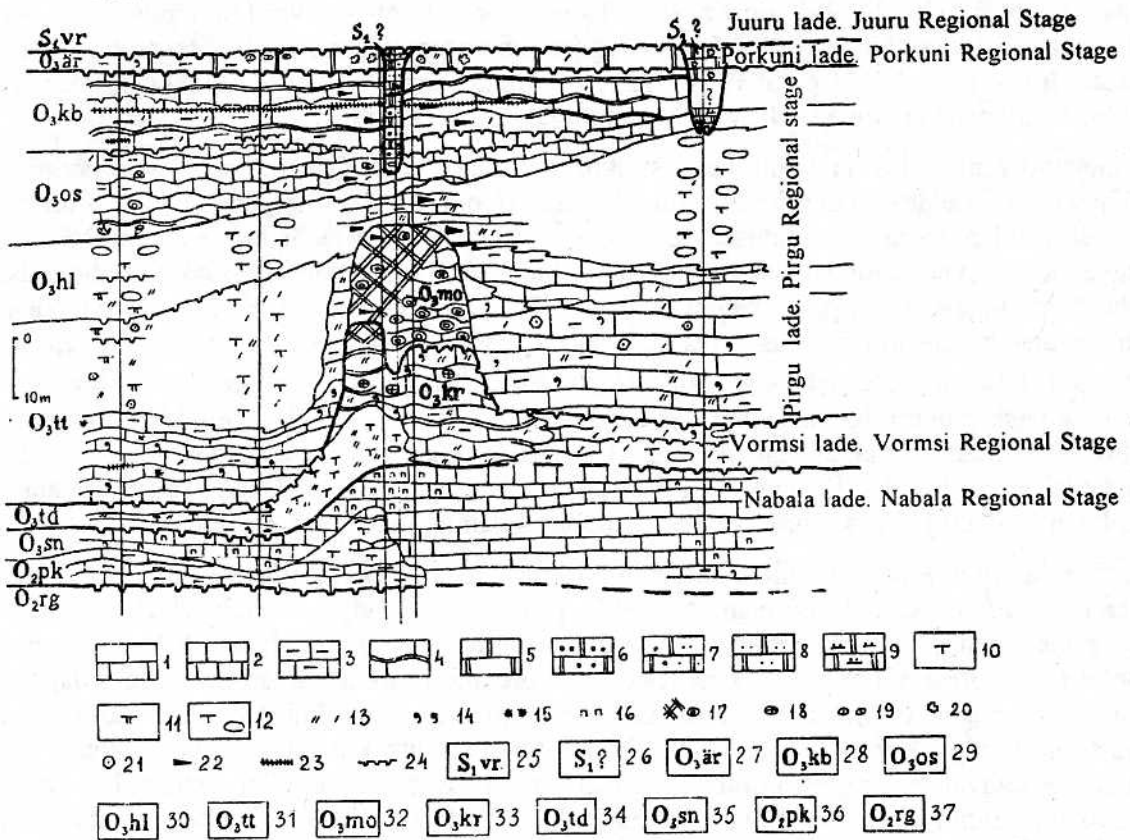 Juuru lade. Juuru Regional Stage
S₁? S₁?
S₁vr
Porkuni lade. Porkuni Regional Stage
O₃är
O₃kb
O₃os
O₃hl
O₃mo
Pirgu lade. Pirgu Regional stage
0
10m
O₃kr
O₃tt
Vormsi lade. Vormsi Regional Stage
Nabala lade. Nabala Regional Stage
O₃td
O₃sn
O₂pk
O₂rg
?
1 2 3 4 5 6 7 8 9 10
11 12 13 14 15 16 17 18 19 20
21 22 23 24 S₁vr 25 S₁? 26 O₃är 27 O₃kb 28 O₃os 29
O₃hl 30 O₃tt 31 O₃mo 32 O₃kr 33 O₃td 34 O₃sn 35 O₂pk 36 O₂rg 37